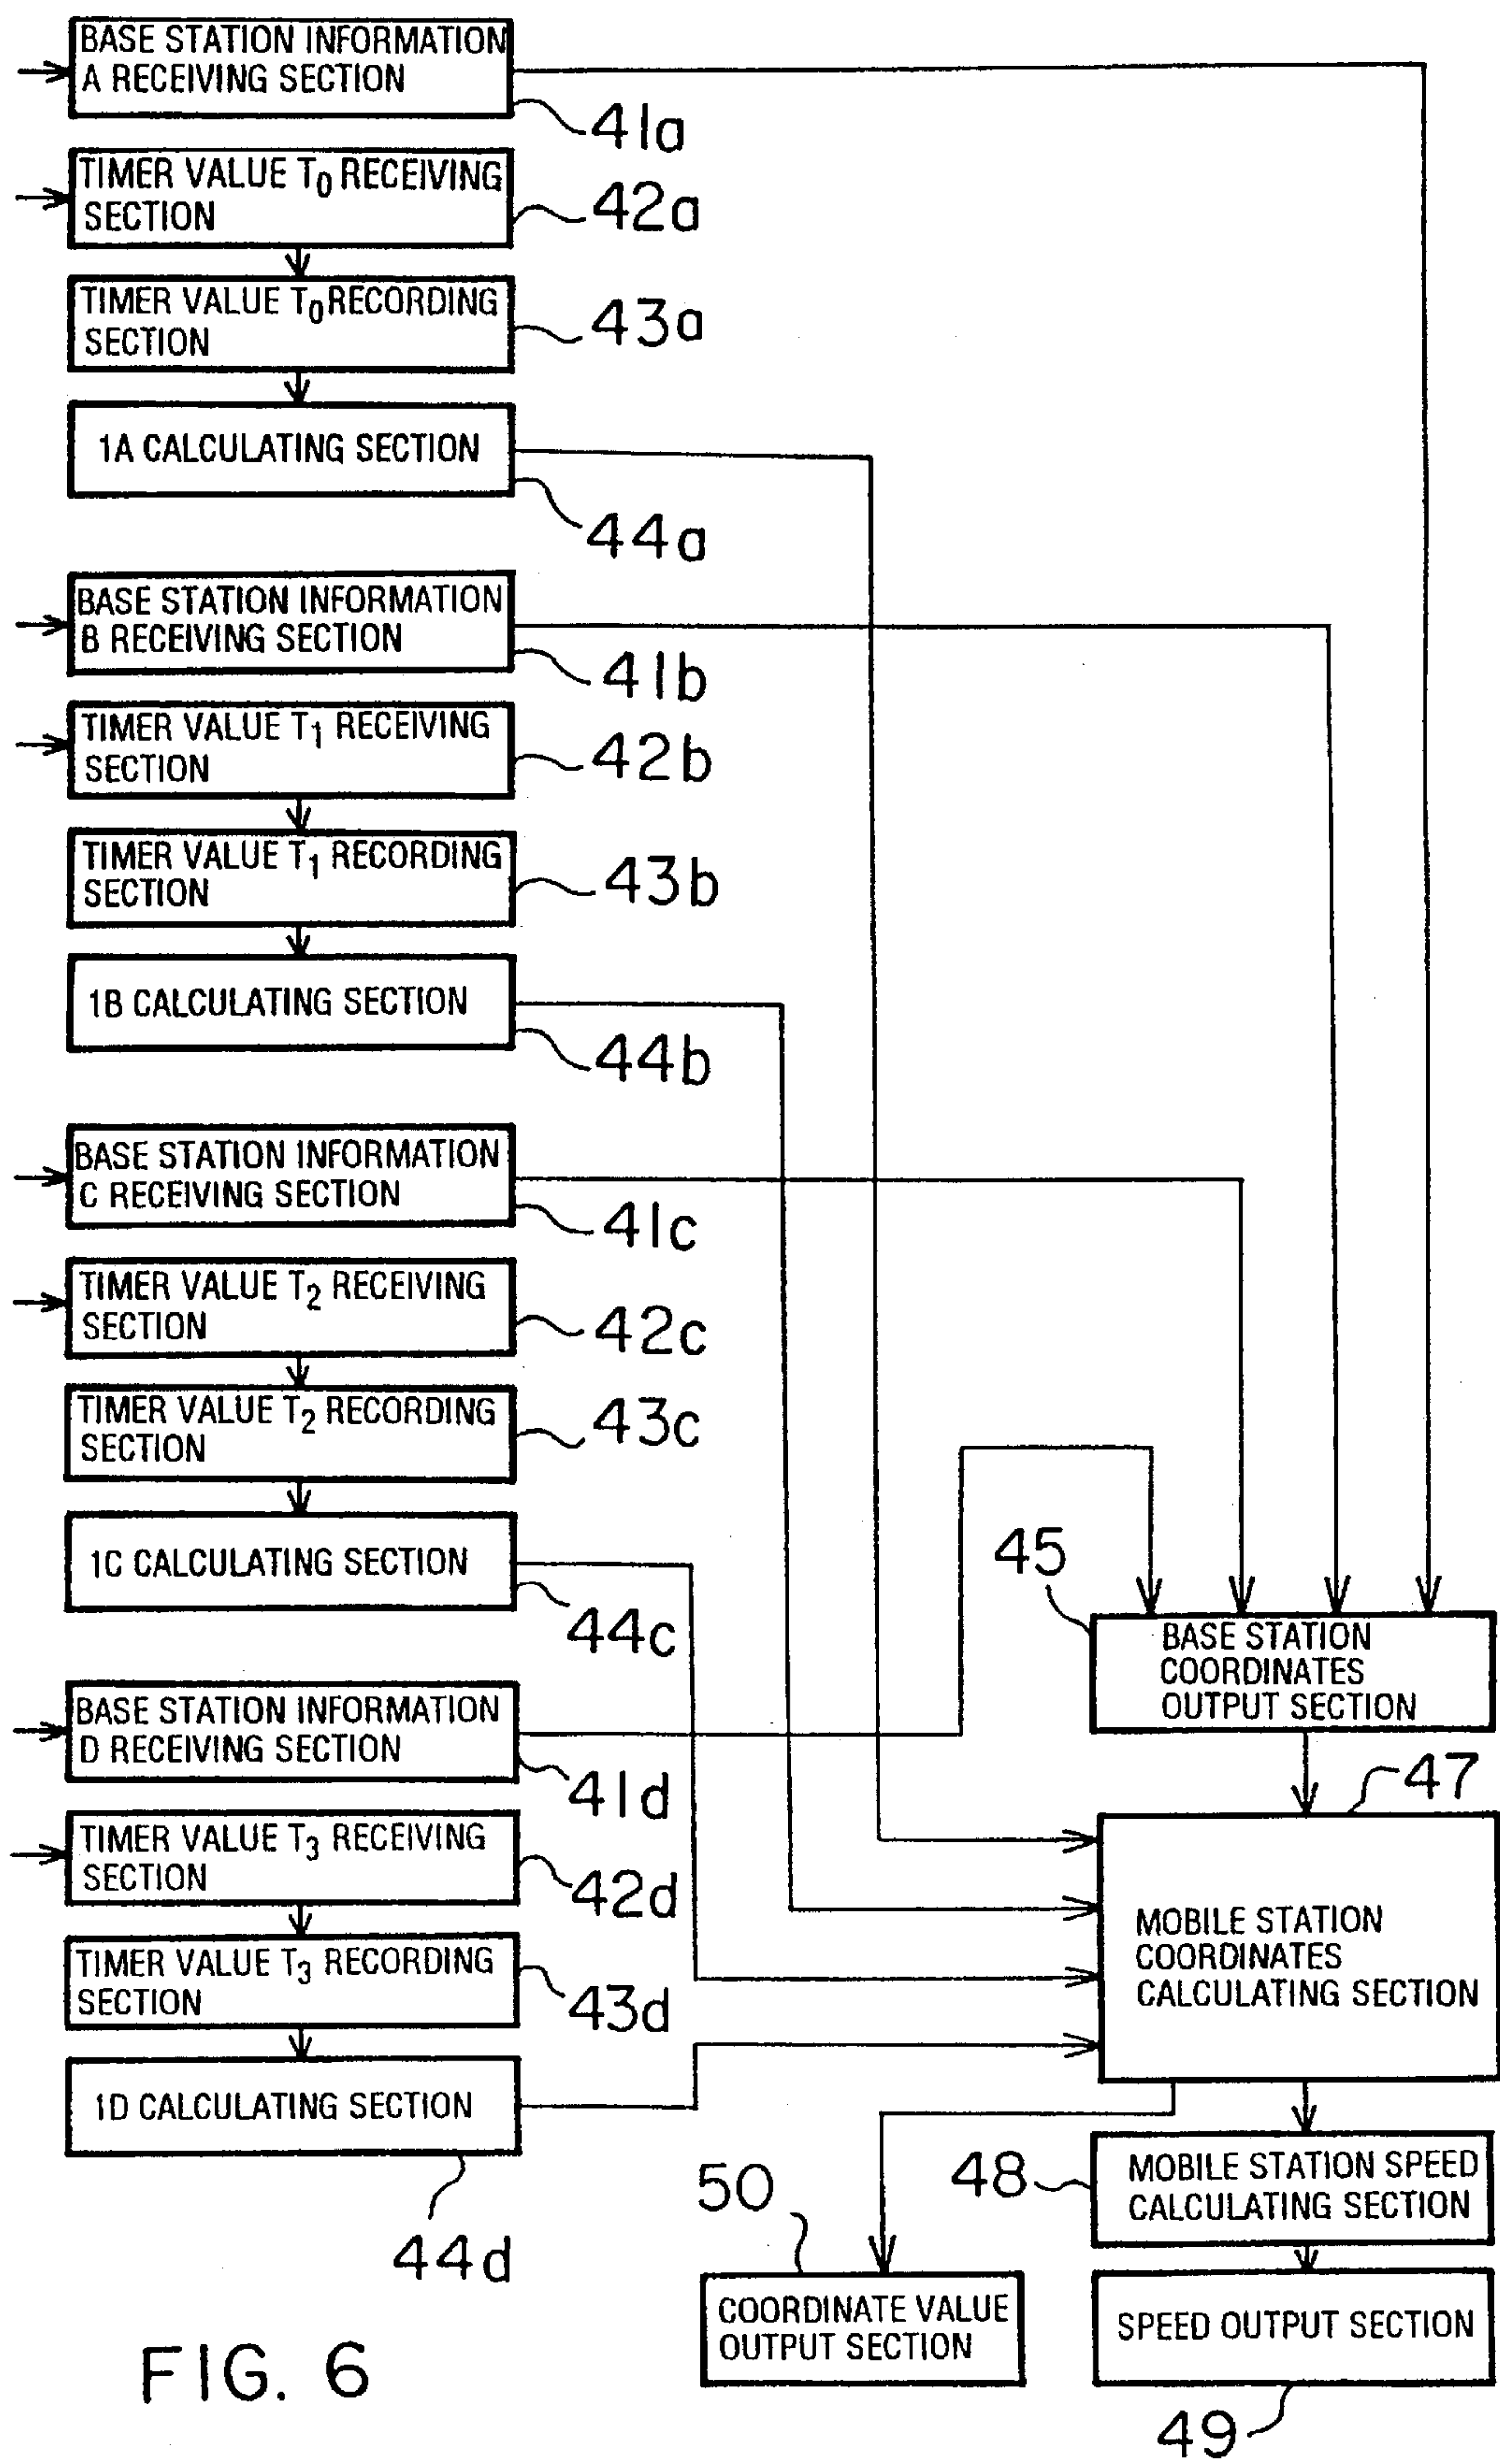 BASE STATION INFORMATION
A RECEIVING SECTION
41a
TIMER VALUE T0 RECEIVING
SECTION
42a
TIMER VALUE T0 RECORDING
SECTION
43a
1A CALCULATING SECTION
44a
BASE STATION INFORMATION
B RECEIVING SECTION
41b
TIMER VALUE T1 RECEIVING
SECTION
42b
TIMER VALUE T1 RECORDING
SECTION
43b
1B CALCULATING SECTION
44b
BASE STATION INFORMATION
C RECEIVING SECTION
41c
TIMER VALUE T2 RECEIVING
SECTION
42c
TIMER VALUE T2 RECORDING
SECTION
43c
1C CALCULATING SECTION
44c
BASE STATION INFORMATION
D RECEIVING SECTION
41d
TIMER VALUE T3 RECEIVING
SECTION
42d
TIMER VALUE T3 RECORDING
SECTION
43d
1D CALCULATING SECTION
44d
45
BASE STATION
COORDINATES
OUTPUT SECTION
47
MOBILE STATION
COORDINATES
CALCULATING SECTION
48
MOBILE STATION SPEED
CALCULATING SECTION
50
COORDINATE VALUE
OUTPUT SECTION
SPEED OUTPUT SECTION
49
FIG. 6